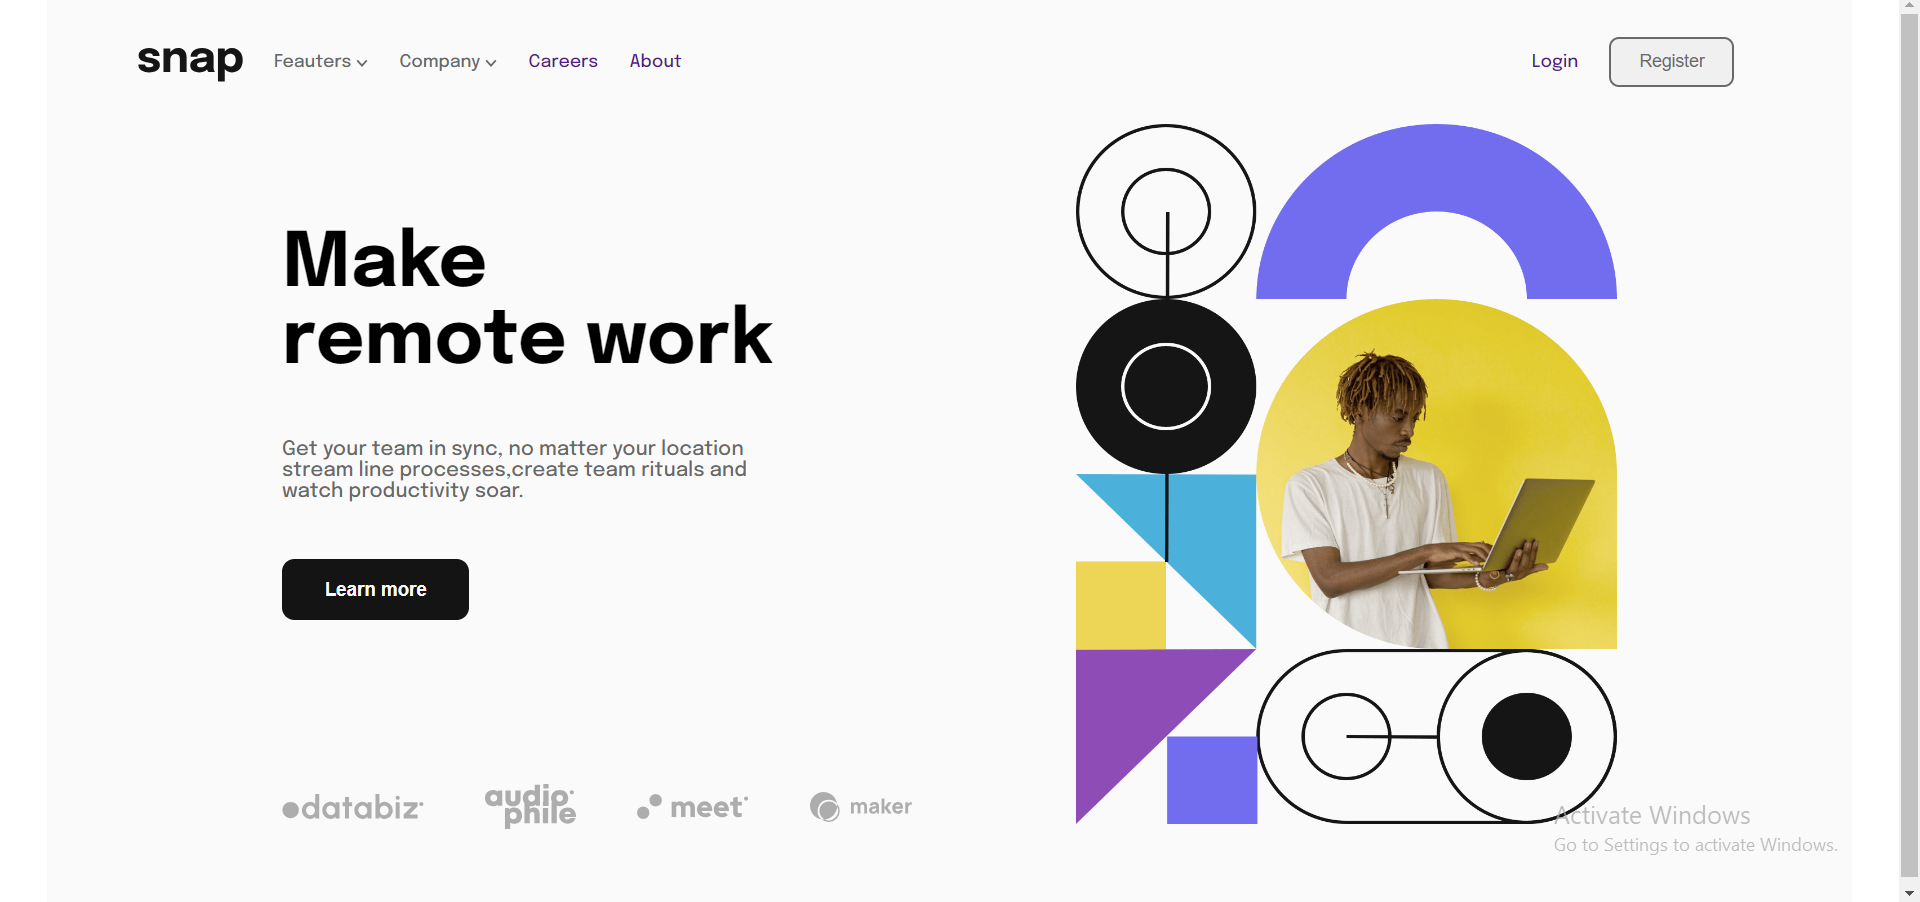 snap Feauters Company Careers About Login Register
Make
remote work
Get your team in sync, no matter your location
stream line processes,create team rituals and
watch productivity soar.
Learn more
databiz audiophile meet maker
Activate Windows
Go to Settings to activate Windows.